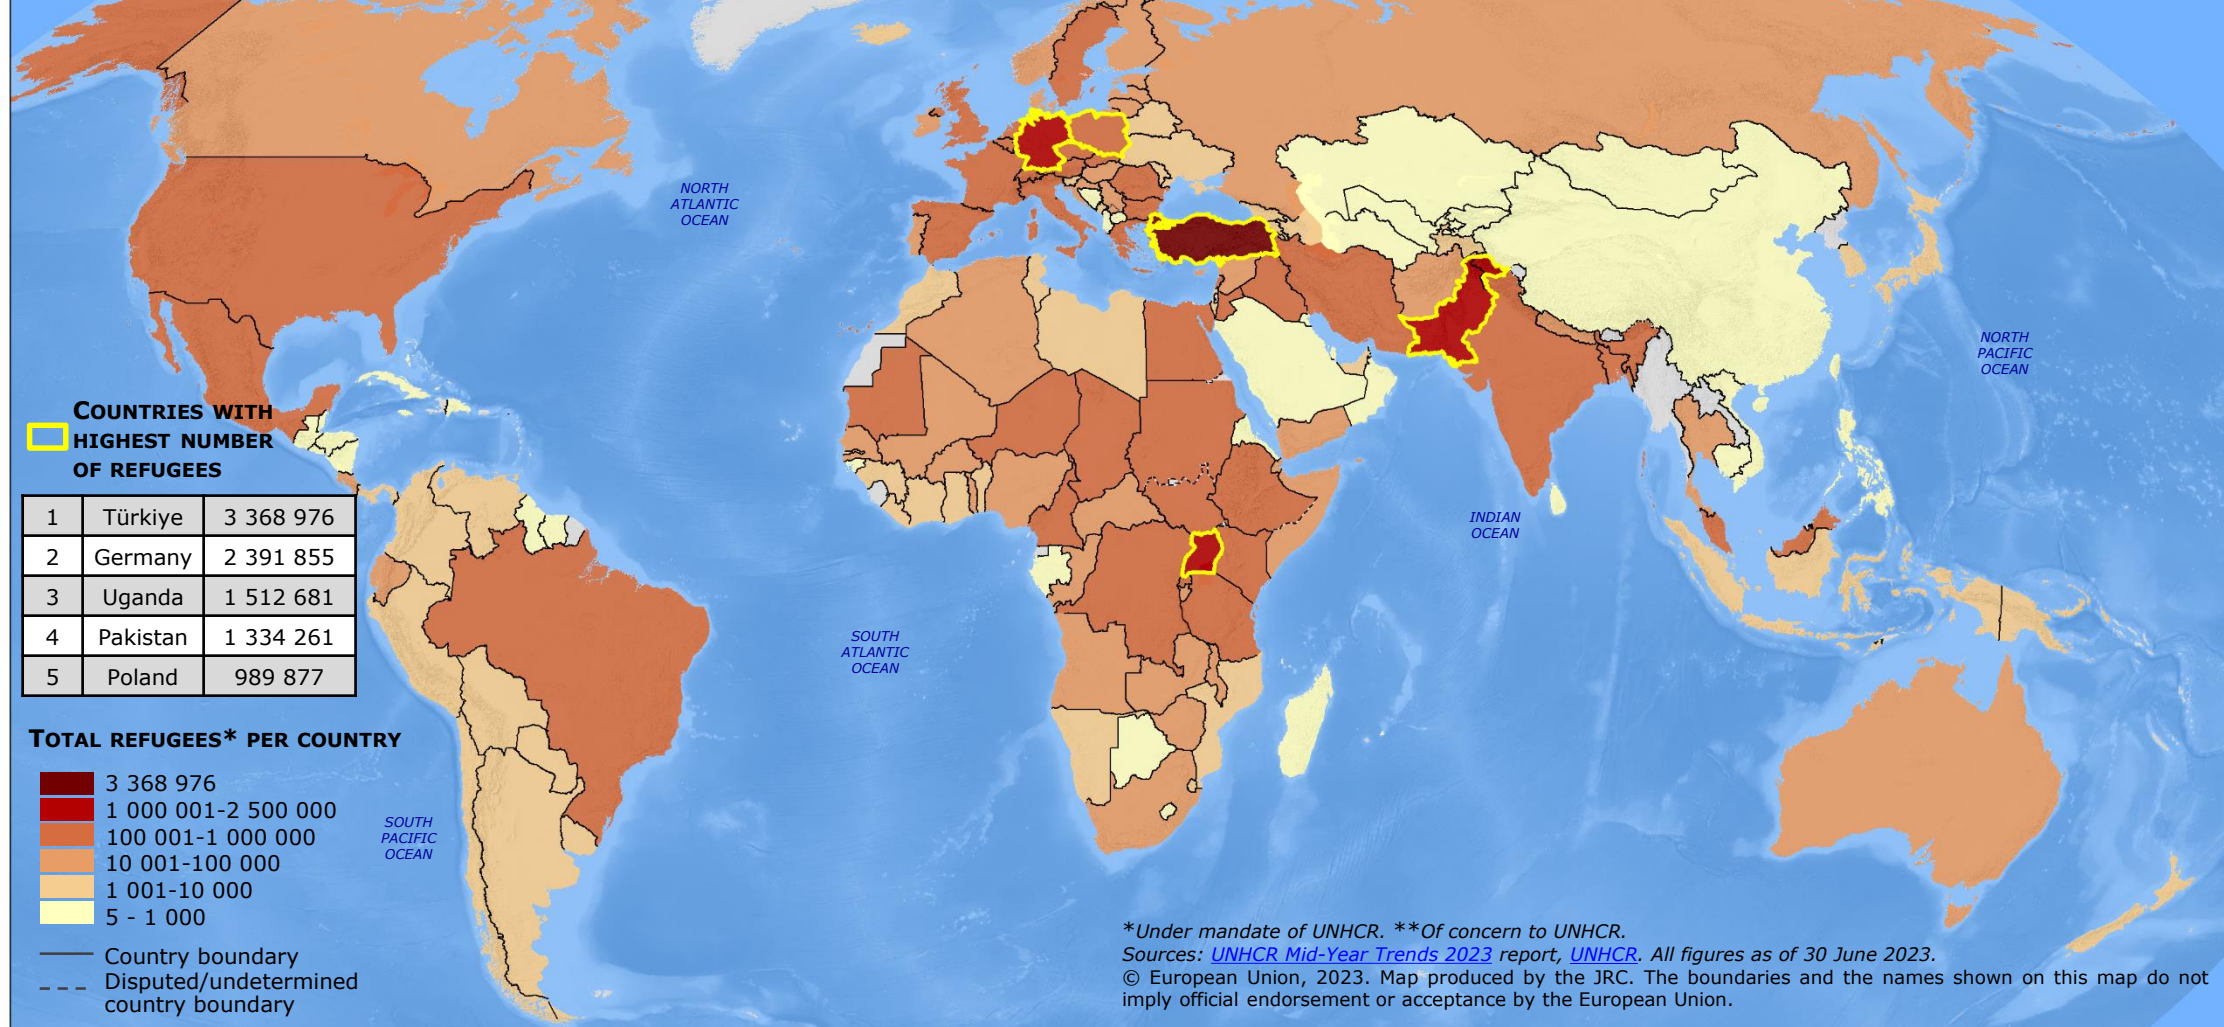 NORTH
ATLANTIC
OCEAN
NORTH
PACIFIC
OCEAN
COUNTRIES WITH
HIGHEST NUMBER
OF REFUGEES
1 Türkiye 3 368 976
2 Germany 2 391 855
3 Uganda 1 512 681
4 Pakistan 1 334 261
5 Poland 989 877
INDIAN
OCEAN
SOUTH
ATLANTIC
OCEAN
TOTAL REFUGEES* PER COUNTRY
3 368 976
1 000 001-2 500 000
100 001-1 000 000
10 001-100 000
1 001-10 000
5 - 1 000
Country boundary
Disputed/undetermined
country boundary
SOUTH
PACIFIC
OCEAN
*Under mandate of UNHCR. **Of concern to UNHCR.
Sources: UNHCR Mid-Year Trends 2023 report, UNHCR. All figures as of 30 June 2023.
© European Union, 2023. Map produced by the JRC. The boundaries and the names shown on this map do not
imply official endorsement or acceptance by the European Union.